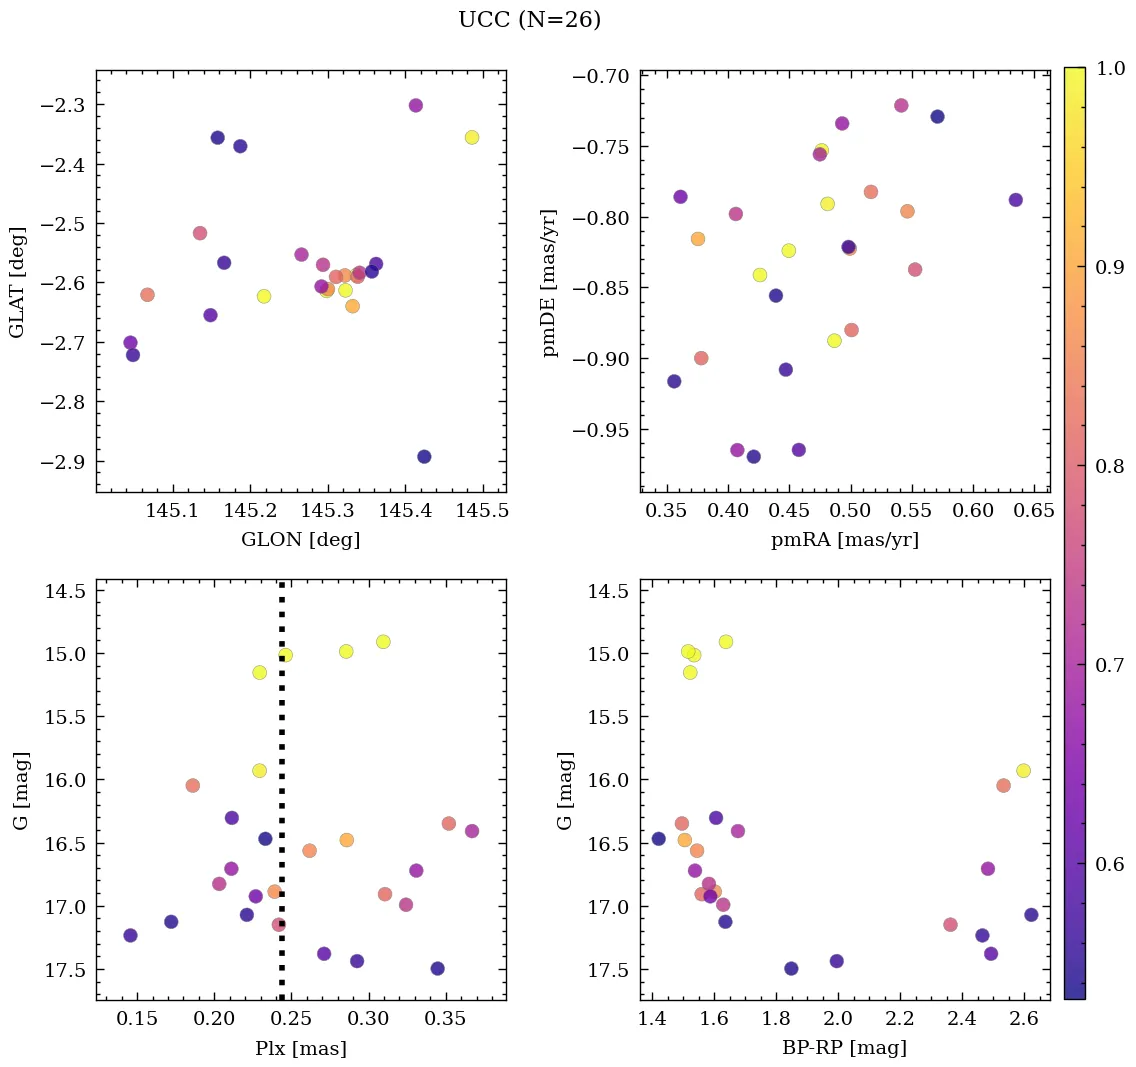 UCC (N=26)
−2.3
−2.4
−2.5
−2.6
−2.7
−2.8
−2.9
GLAT [deg]
145.1 145.2 145.3 145.4 145.5
GLON [deg]
−0.70
−0.75
−0.80
−0.85
−0.90
−0.95
pmDE [mas/yr]
0.35 0.40 0.45 0.50 0.55 0.60 0.65
pmRA [mas/yr]
14.5
15.0
15.5
16.0
16.5
17.0
17.5
G [mag]
0.15 0.20 0.25 0.30 0.35
Plx [mas]
14.5
15.0
15.5
16.0
16.5
17.0
17.5
G [mag]
1.4 1.6 1.8 2.0 2.2 2.4 2.6
BP-RP [mag]
1.0
0.9
0.8
0.7
0.6